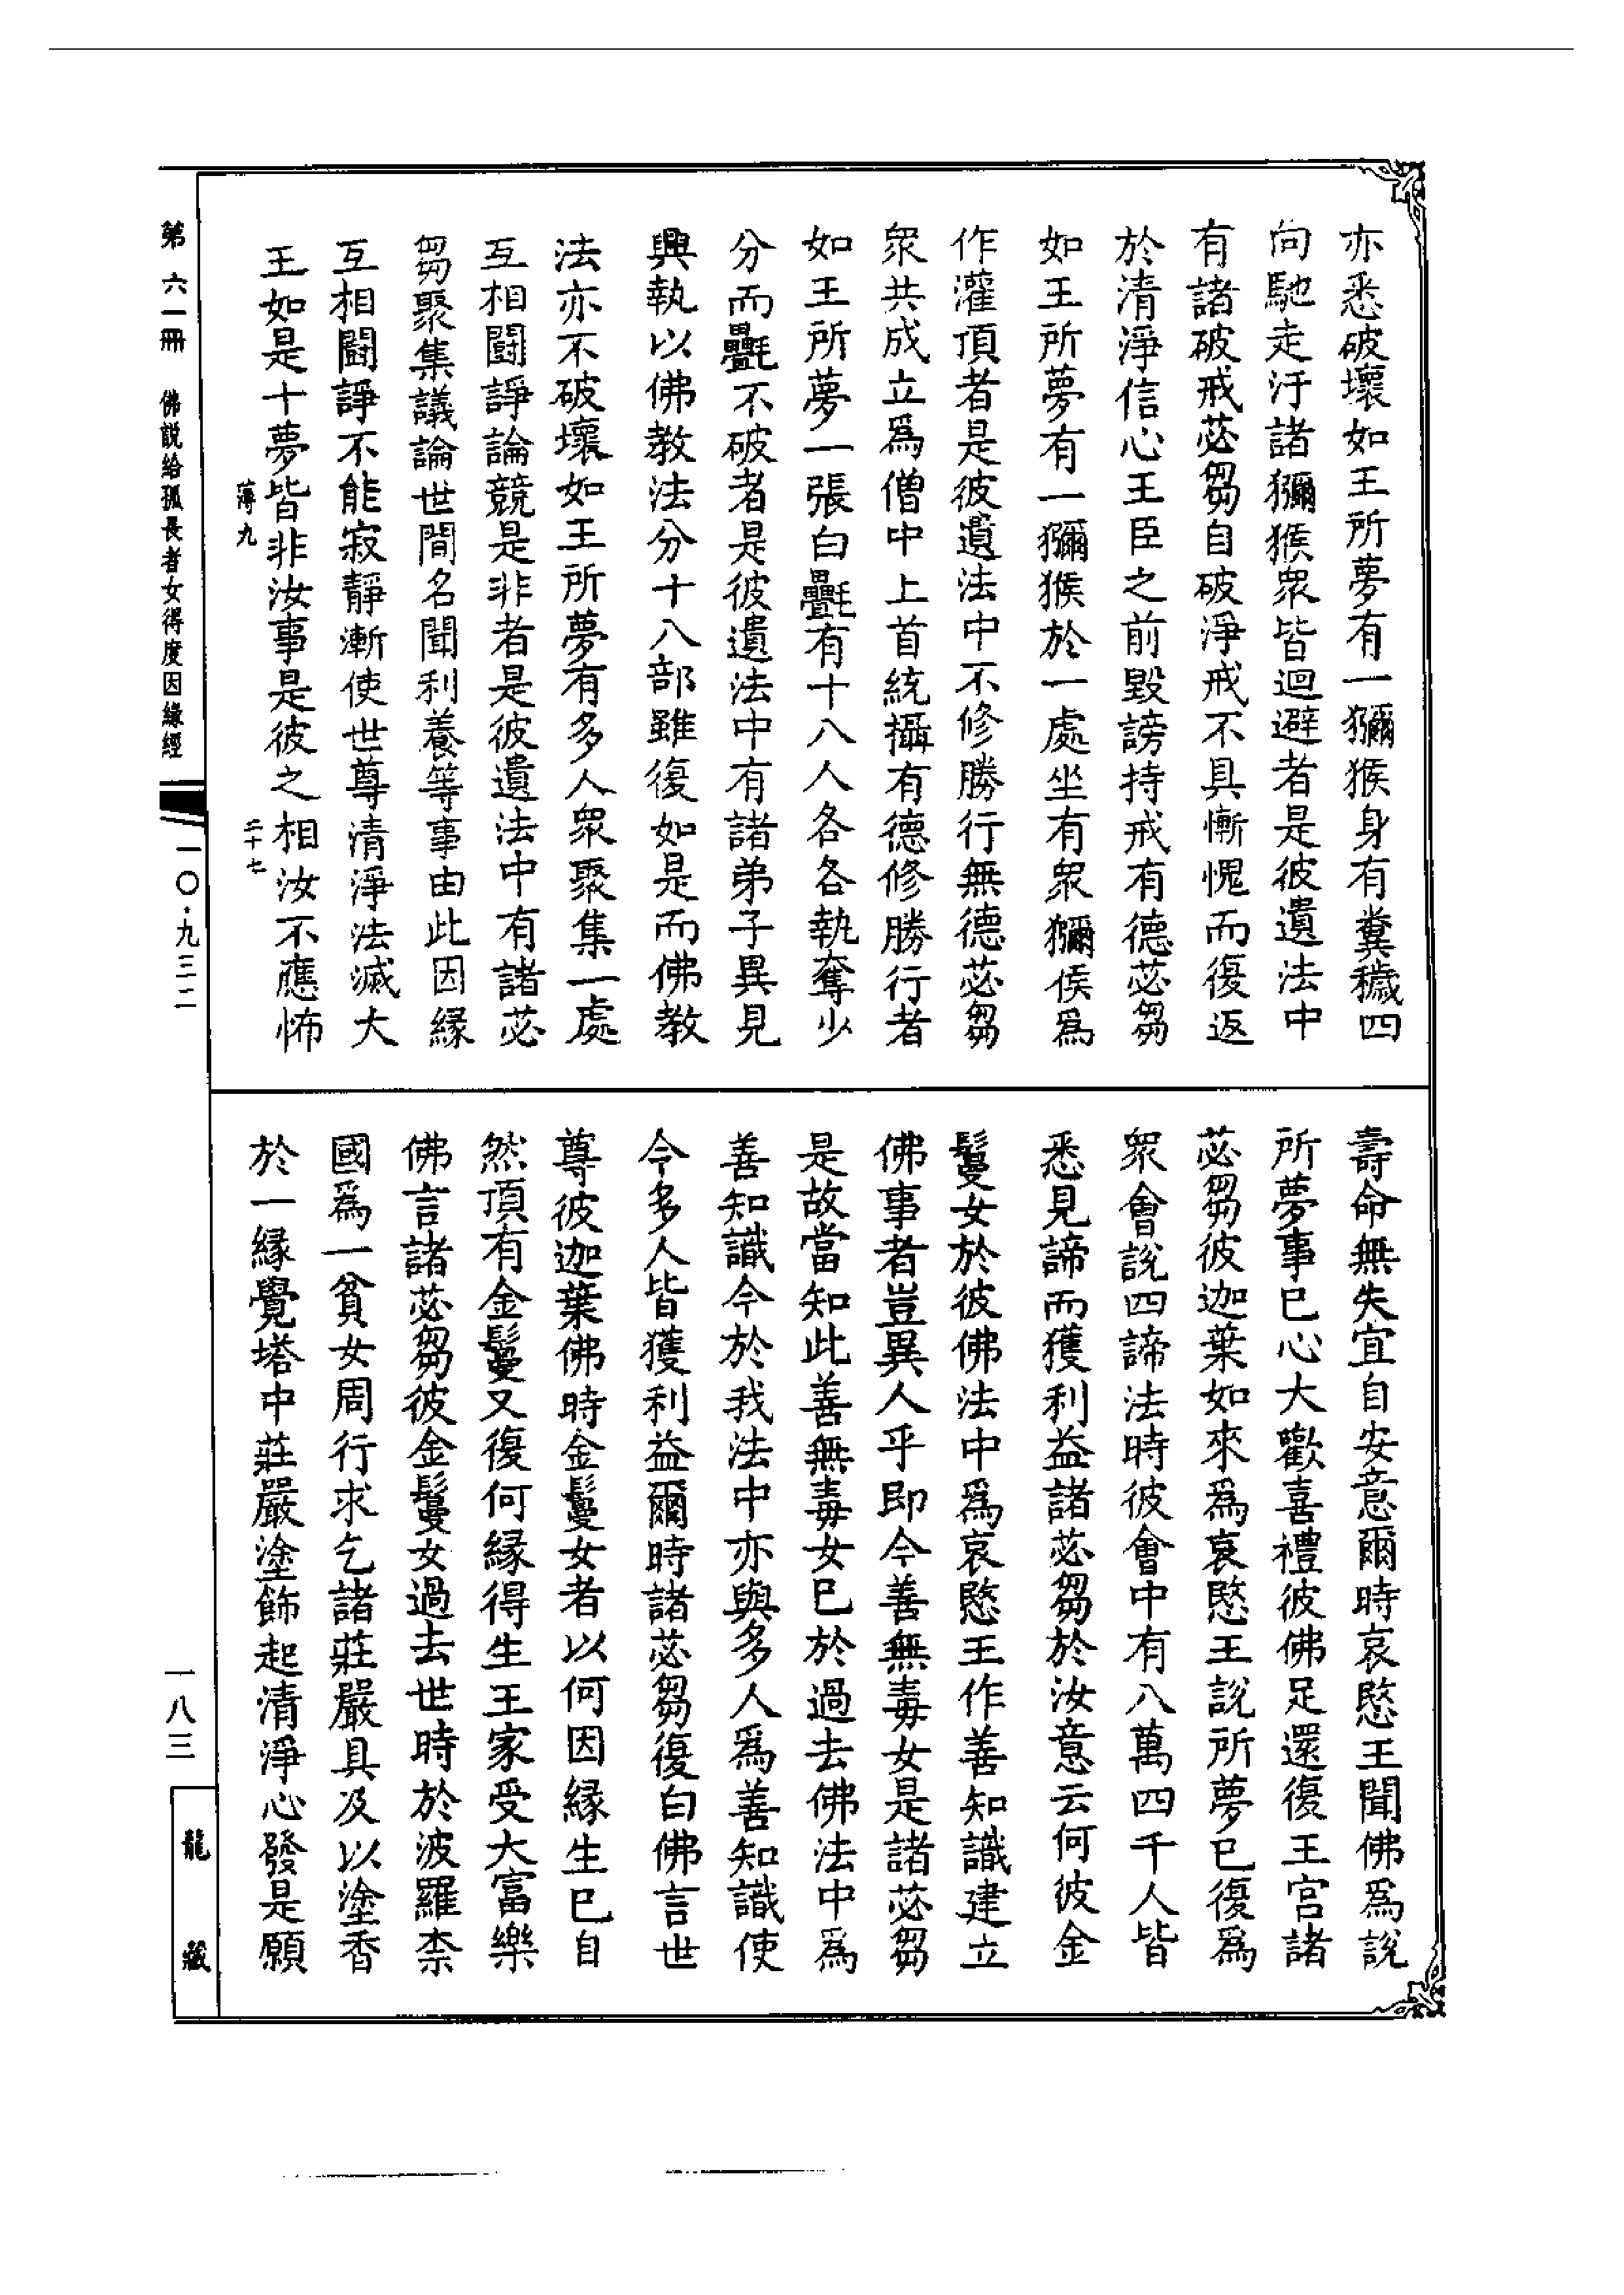 亦悉破壞如王所夢有一獼猴身有糞穢四
向馳走汙諸獼猴眾皆迴避者是彼遺法中
有諸破戒苾芻自破淨戒不具慚愧而復返
於清淨信心王臣之前毀謗持戒有德苾芻
如王所夢有一獼猴於一處坐有眾獼侯爲
作灌頂者是彼遺法中不修勝行無德苾芻
眾共成立爲僧中上首統攝有德修勝行者
如王所夢一張白㲲有十八人各各執奪少
分而㲲不破者是彼遺法中有諸弟子異見
興執以佛教法分十八部雖復如是而佛教
法亦不破壞如王所夢有多人眾聚集一處
互相鬪諍論競是非者是彼遺法中有諸苾
芻聚集議論世間名聞利養等事由此因緣
互相鬪諍不能寂靜漸使世尊清淨法滅大
王如是十夢皆非汝事是彼之相汝不應怖
薄九 二十七
壽命無失宜自安意爾時哀愍王聞佛爲說
所夢事已心大歡喜禮彼佛足還復王宮諸
苾芻彼迦葉如來爲哀愍王說所夢已復爲
眾會說四諦法時彼會中有八萬四千人皆
悉見諦而獲利益諸苾芻於汝意云何彼金
鬘女於彼佛法中爲哀愍王作善知識建立
佛事者豈異人乎即今善無毒女是諸苾芻
是故當知此善無毒女已於過去佛法中爲
善知識今於我法中亦與多人爲善知識使
今多人皆獲利益爾時諸苾芻復白佛言世
尊彼迦葉佛時金鬘女者以何因緣生已自
然頂有金鬘又復何緣得生王家受大富樂
佛言諸苾芻彼金鬘女過去世時於波羅柰
國爲一貧女周行求乞諸莊嚴具及以塗香
於一緣覺塔中莊嚴塗飾起清淨心發是願
第六一冊 佛說給孤長者女得度因緣經
一〇·九三二
一八三
龍藏